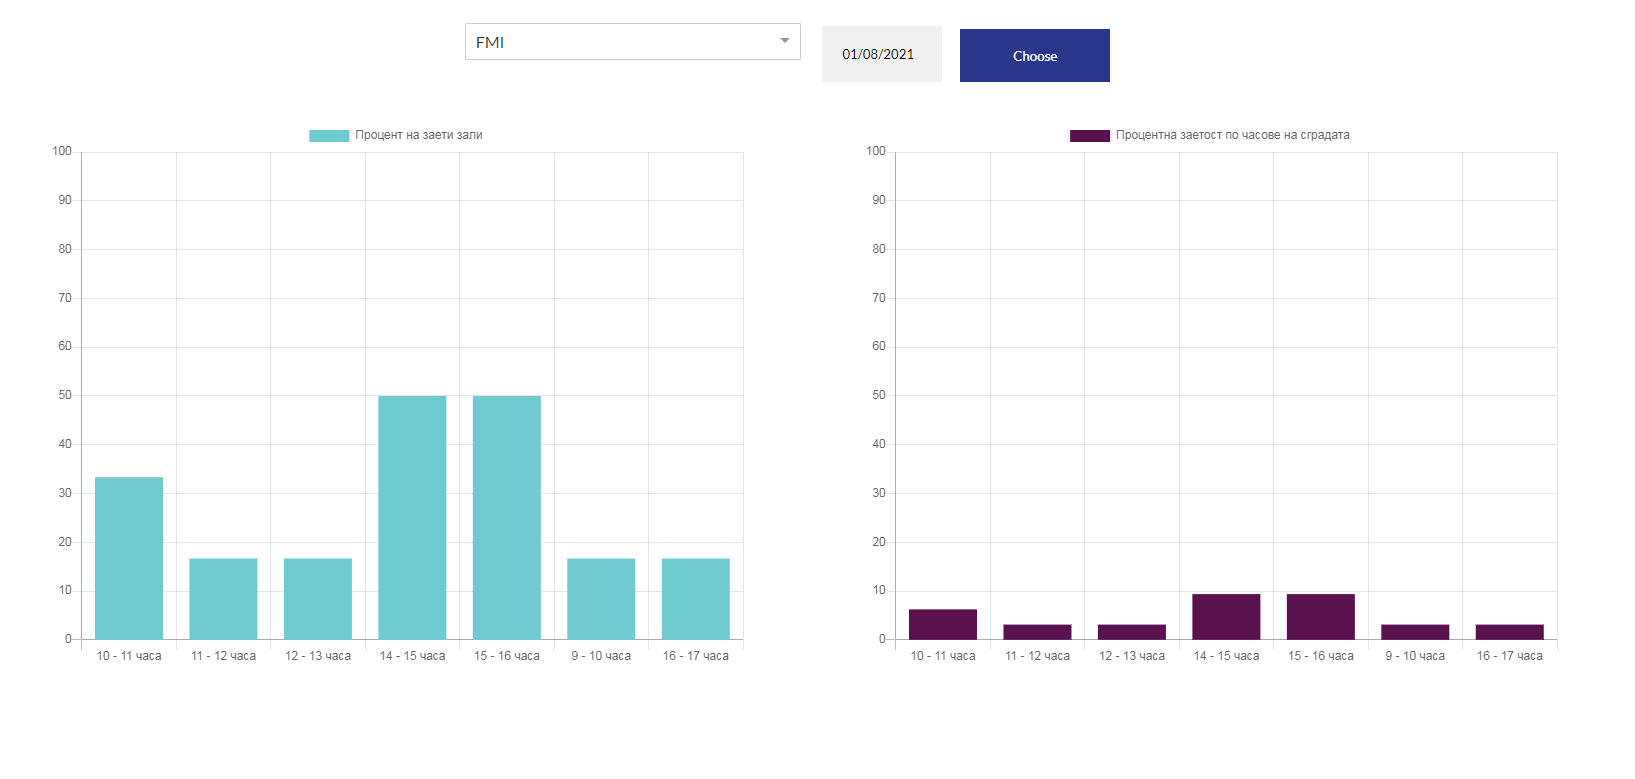 FMI
01/08/2021
Choose
Процент на заети зали
100
90
80
70
60
50
40
30
20
10
0
10 - 11 часа
11 - 12 часа
12 - 13 часа
14 - 15 часа
15 - 16 часа
9 - 10 часа
16 - 17 часа
Процентна заетост по часове на сградата
100
90
80
70
60
50
40
30
20
10
0
10 - 11 часа
11 - 12 часа
12 - 13 часа
14 - 15 часа
15 - 16 часа
9 - 10 часа
16 - 17 часа